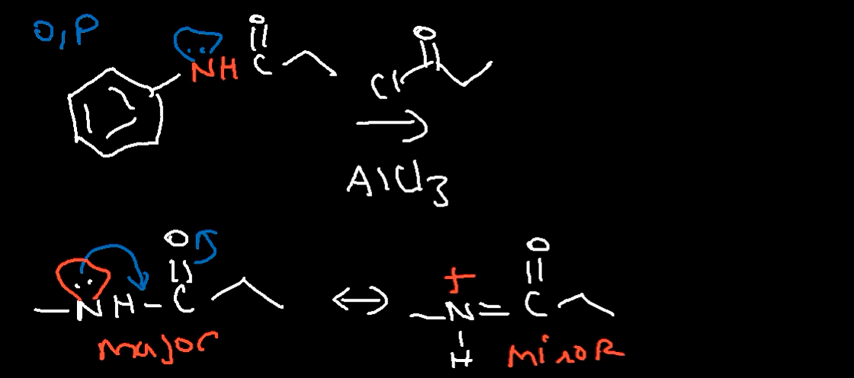 O,P
O
O
NH C
Cl
AlCl3
O
O
NH-C
+
N=C
H
major
minor